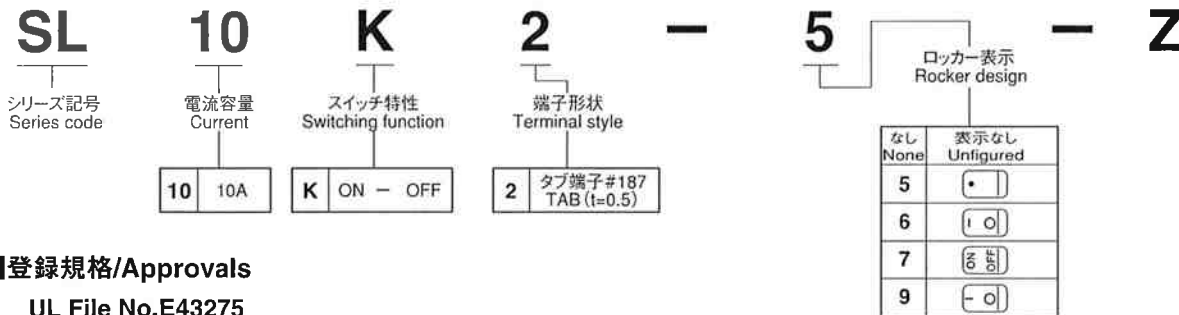 SL 10 K 2 - 5 - Z
シリーズ記号
Series code
電流容量
Current
10 10A
スイッチ特性
Switching function
K ON - OFF
端子形状
Terminal style
2 タブ端子#187
TAB(t=0.5)
ロッカー表示
Rocker design
なし 表示なし
None Unfigured
5 •
6 I O
7 ON OFF
9 – O
登録規格/Approvals
UL File No.E43275